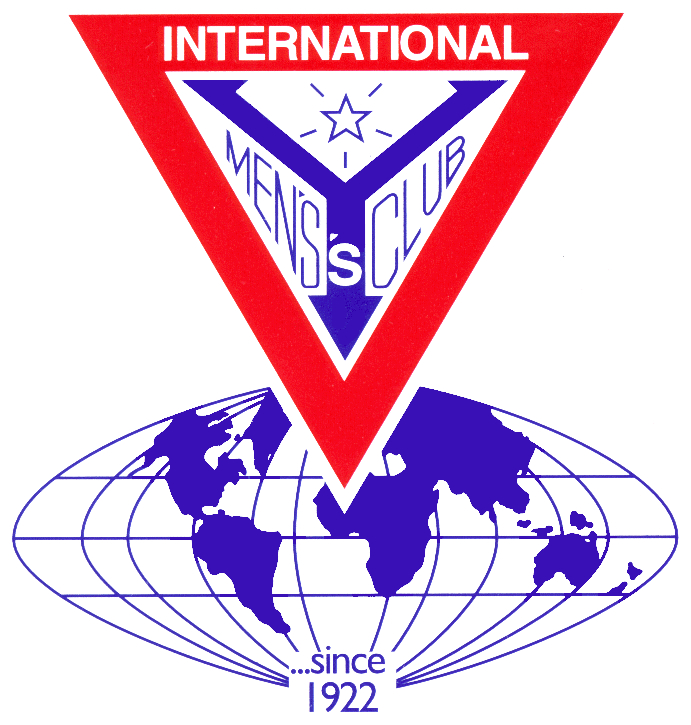 INTERNATIONAL
Y'S
MEN'S CLUB
...since
1922